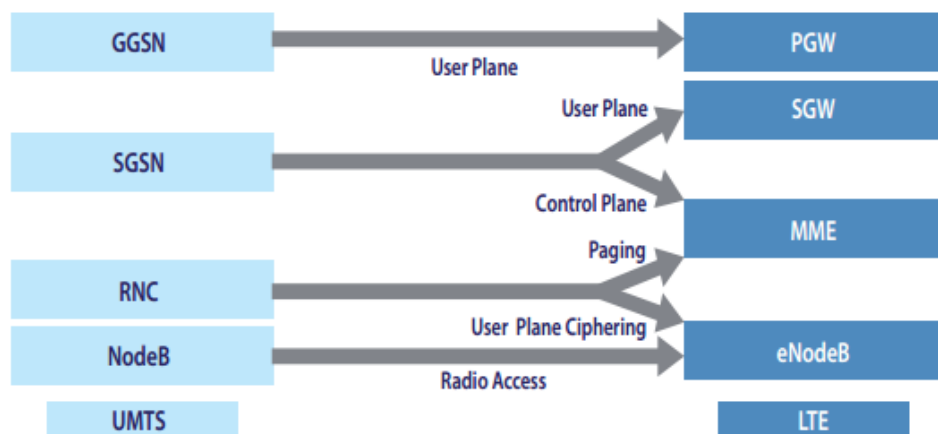 GGSN
PGW
User Plane
User Plane
SGW
SGSN
Control Plane
MME
Paging
RNC
User Plane Ciphering
NodeB
eNodeB
Radio Access
UMTS
LTE